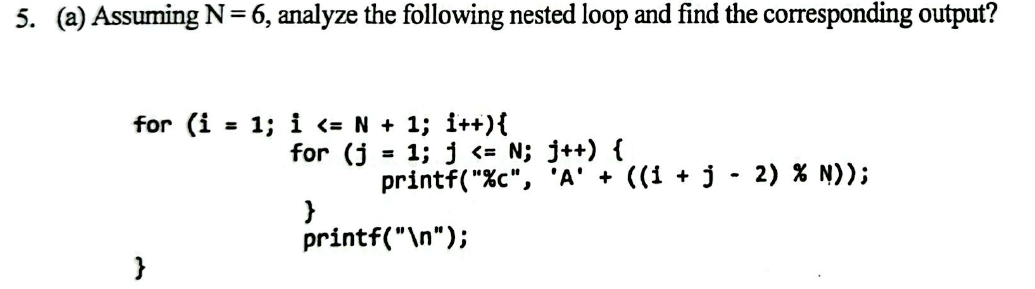 5. (a) Assuming N = 6, analyze the following nested loop and find the corresponding output?
for (i = 1; i <= N + 1; i++){
for (j = 1; j <= N; j++) {
printf("%c", 'A' + ((i + j - 2) % N));
}
printf("\n");
}